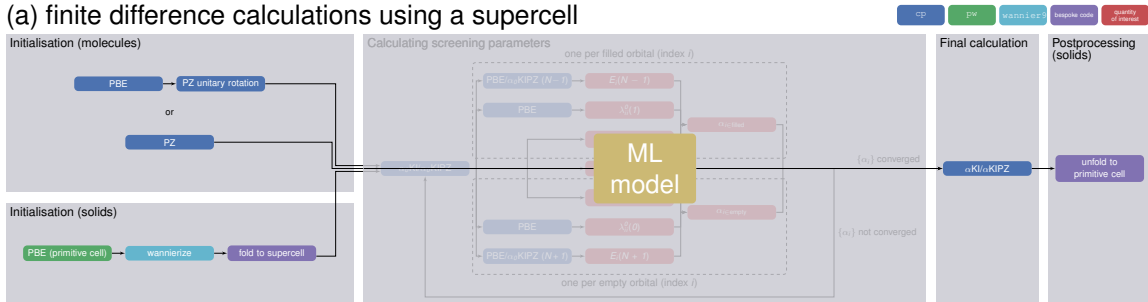 (a) finite difference calculations using a supercell
cp
pw
wannier9
bespoke code
quantity
of interest
Initialisation (molecules)
PBE
PZ unitary rotation
or
PZ
Initialisation (solids)
PBE (primitive cell)
wannierize
fold to supercell
Calculating screening parameters
one per filled orbital (index i)
PBE
PBE
one per empty orbital (index i)
ML
model
{αᵢ} converged
{αᵢ} not converged
Final calculation
αKI/αKIPZ
Postprocessing
(solids)
unfold to
primitive cell